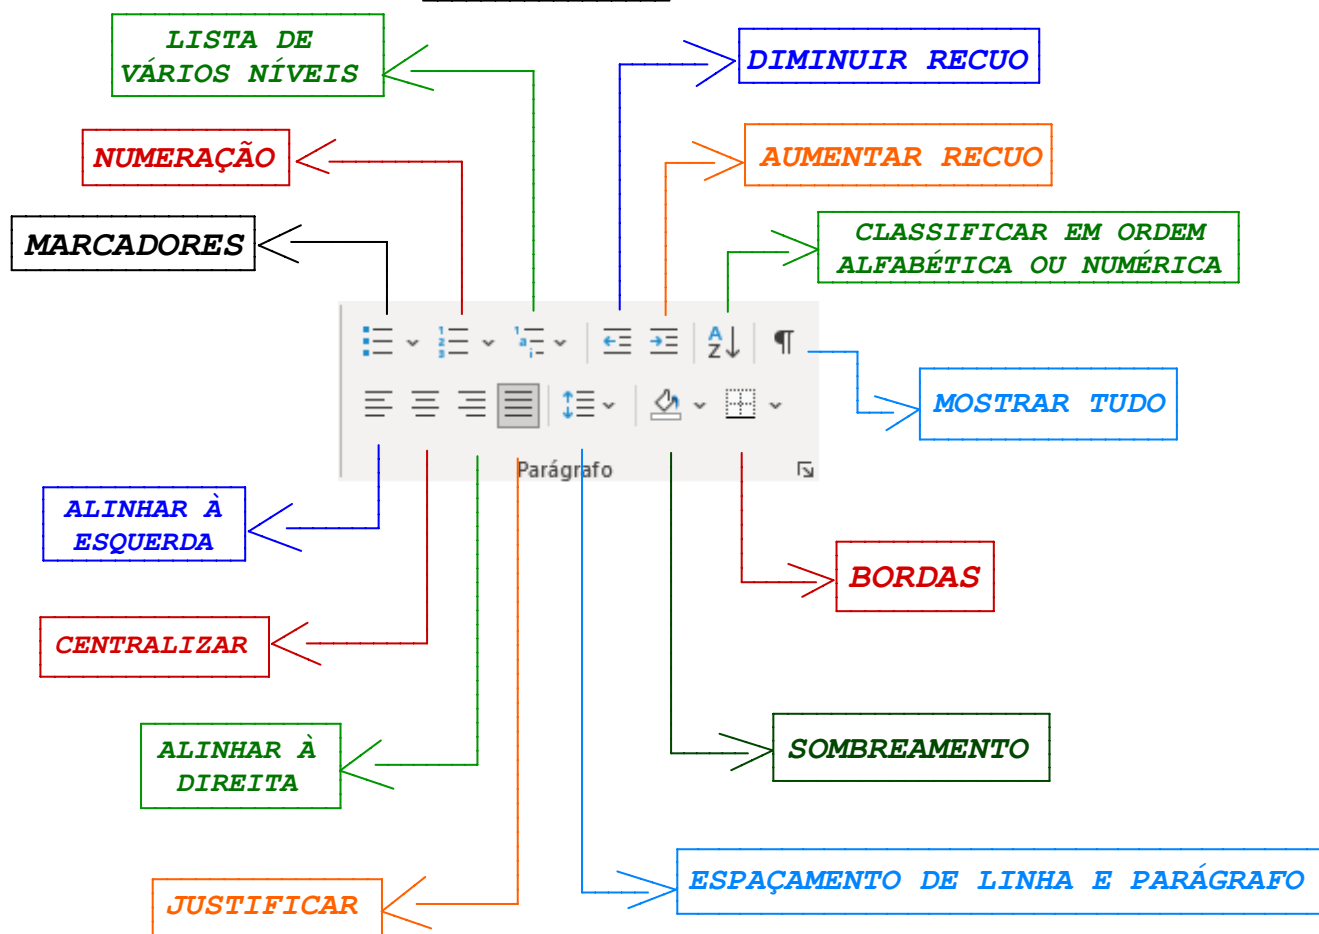 LISTA DE
VÁRIOS NÍVEIS
DIMINUIR RECUO
NUMERAÇÃO
AUMENTAR RECUO
MARCADORES
CLASSIFICAR EM ORDEM
ALFABÉTICA OU NUMÉRICA
MOSTRAR TUDO
Parágrafo
ALINHAR À
ESQUERDA
BORDAS
CENTRALIZAR
ALINHAR À
DIREITA
SOMBREAMENTO
ESPAÇAMENTO DE LINHA E PARÁGRAFO
JUSTIFICAR